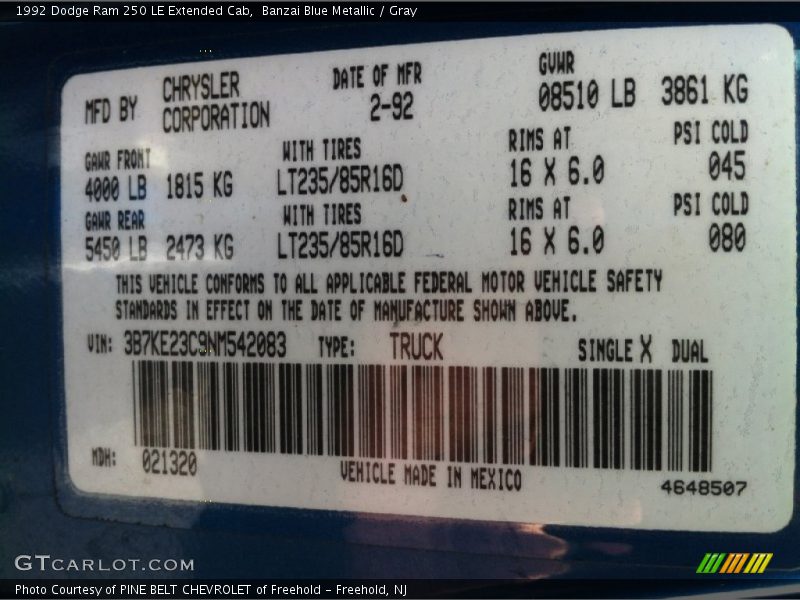 1992 Dodge Ram 250 LE Extended Cab, Banzai Blue Metallic / Gray
MFD BY CHRYSLER CORPORATION DATE OF MFR 2-92 GVWR 08510 LB 3861 KG
GAWR FRONT WITH TIRES RIMS AT PSI COLD
4000 LB 1815 KG LT235/85R16D 16 X 6.0 045
GAWR REAR WITH TIRES RIMS AT PSI COLD
5450 LB 2473 KG LT235/85R16D 16 X 6.0 080
THIS VEHICLE CONFORMS TO ALL APPLICABLE FEDERAL MOTOR VEHICLE SAFETY
STANDARDS IN EFFECT ON THE DATE OF MANUFACTURE SHOWN ABOVE.
VIN: 3B7KE23C9NM542083 TYPE: TRUCK SINGLE X DUAL
MDH: 021320 VEHICLE MADE IN MEXICO 4648507
GTCARLOT.COM
Photo Courtesy of PINE BELT CHEVROLET of Freehold - Freehold, NJ